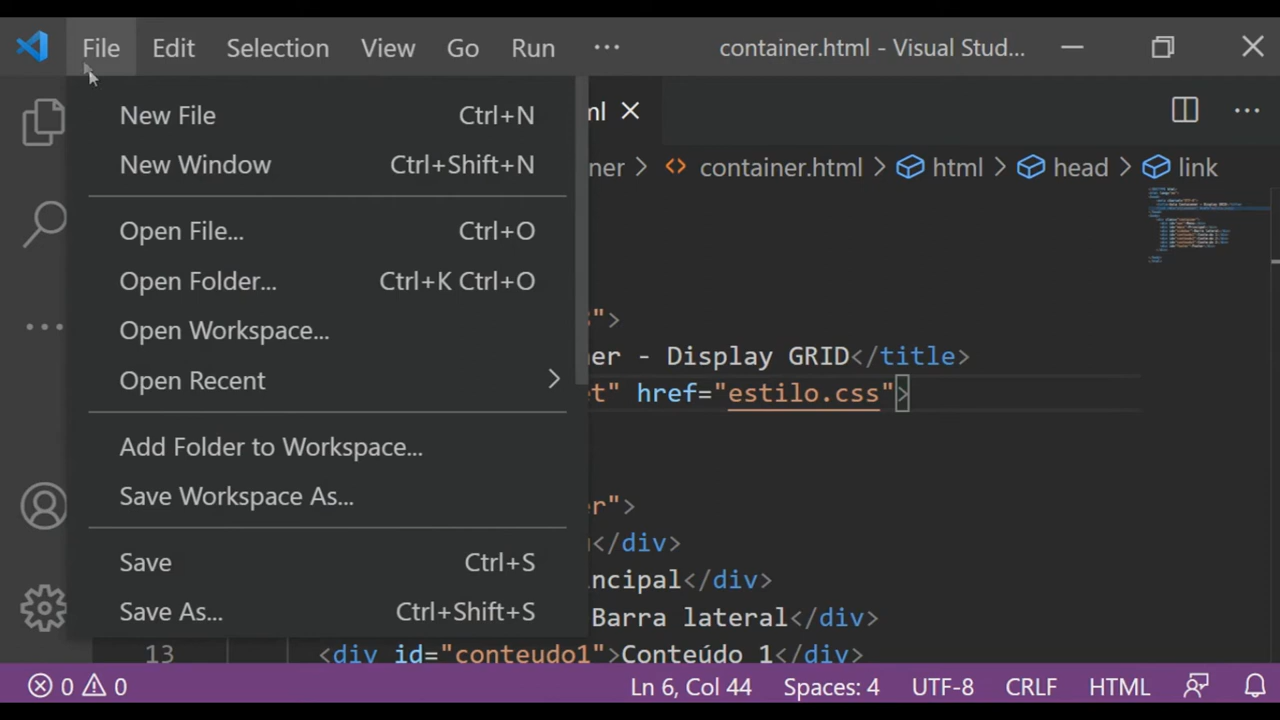 File Edit Selection View Go Run ··· container.html - Visual Stud...
ml
ner > <> container.html > html > head > link
New File Ctrl+N
New Window Ctrl+Shift+N
Open File... Ctrl+O
Open Folder... Ctrl+K Ctrl+O
Open Workspace...
Open Recent >
Add Folder to Workspace...
Save Workspace As...
Save Ctrl+S
Save As... Ctrl+Shift+S
">
ner - Display GRID</title>
et" href="estilo.css">
er">
</div>
ncipal</div>
Barra lateral</div>
13 <div id="conteudo1">Conteúdo 1</div>
0 0 Ln 6, Col 44 Spaces: 4 UTF-8 CRLF HTML